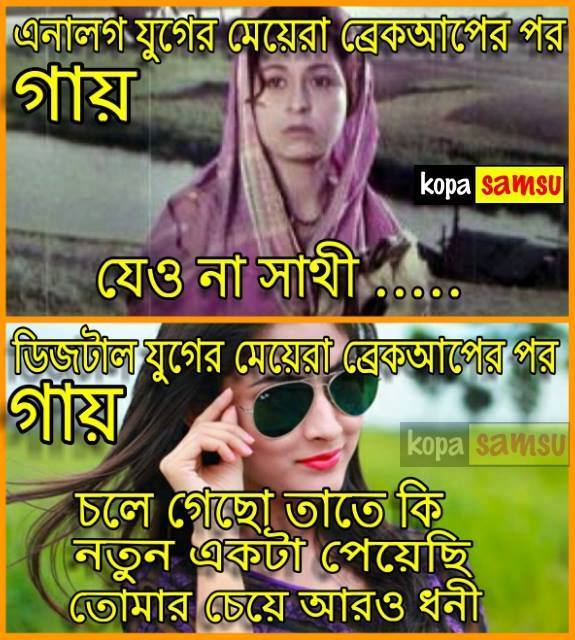 এনালগ যুগের মেয়েরা ব্রেকআপের পর
গায়
kopa samsu
যেও না সাথী .....
ডিজটাল যুগের মেয়েরা ব্রেকআপের পর
গায়
kopa samsu
চলে গেছো তাতে কি
নতুন একটা পেয়েছি
তোমার চেয়ে আরও ধনী